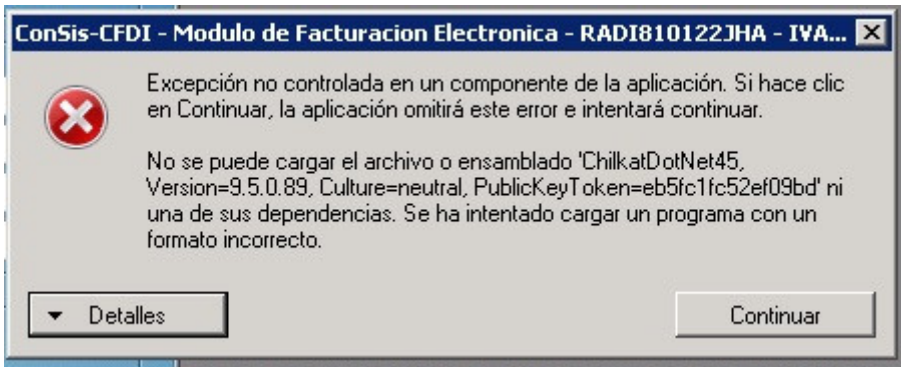 ConSis-CFDI - Modulo de Facturacion Electronica - RADI810122JHA - IVA...
Excepción no controlada en un componente de la aplicación. Si hace clic
en Continuar, la aplicación omitirá este error e intentará continuar.
No se puede cargar el archivo o ensamblado 'ChilkatDotNet45,
Version=9.5.0.89, Culture=neutral, PublicKeyToken=eb5fc1fc52ef09bd' ni
una de sus dependencias. Se ha intentado cargar un programa con un
formato incorrecto.
Detalles
Continuar